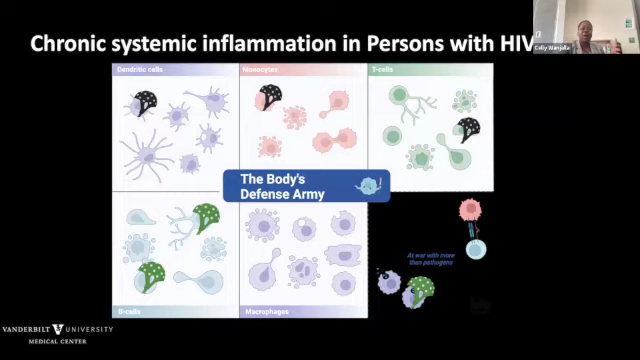 Chronic systemic inflammation in Persons with HIV
Celly Wanjalla
Dendritic cells
Monocytes
T-cells
The Body's
Defense Army
At war with more
than pathogens
B-cells
Macrophages
VANDERBILT UNIVERSITY
MEDICAL CENTER